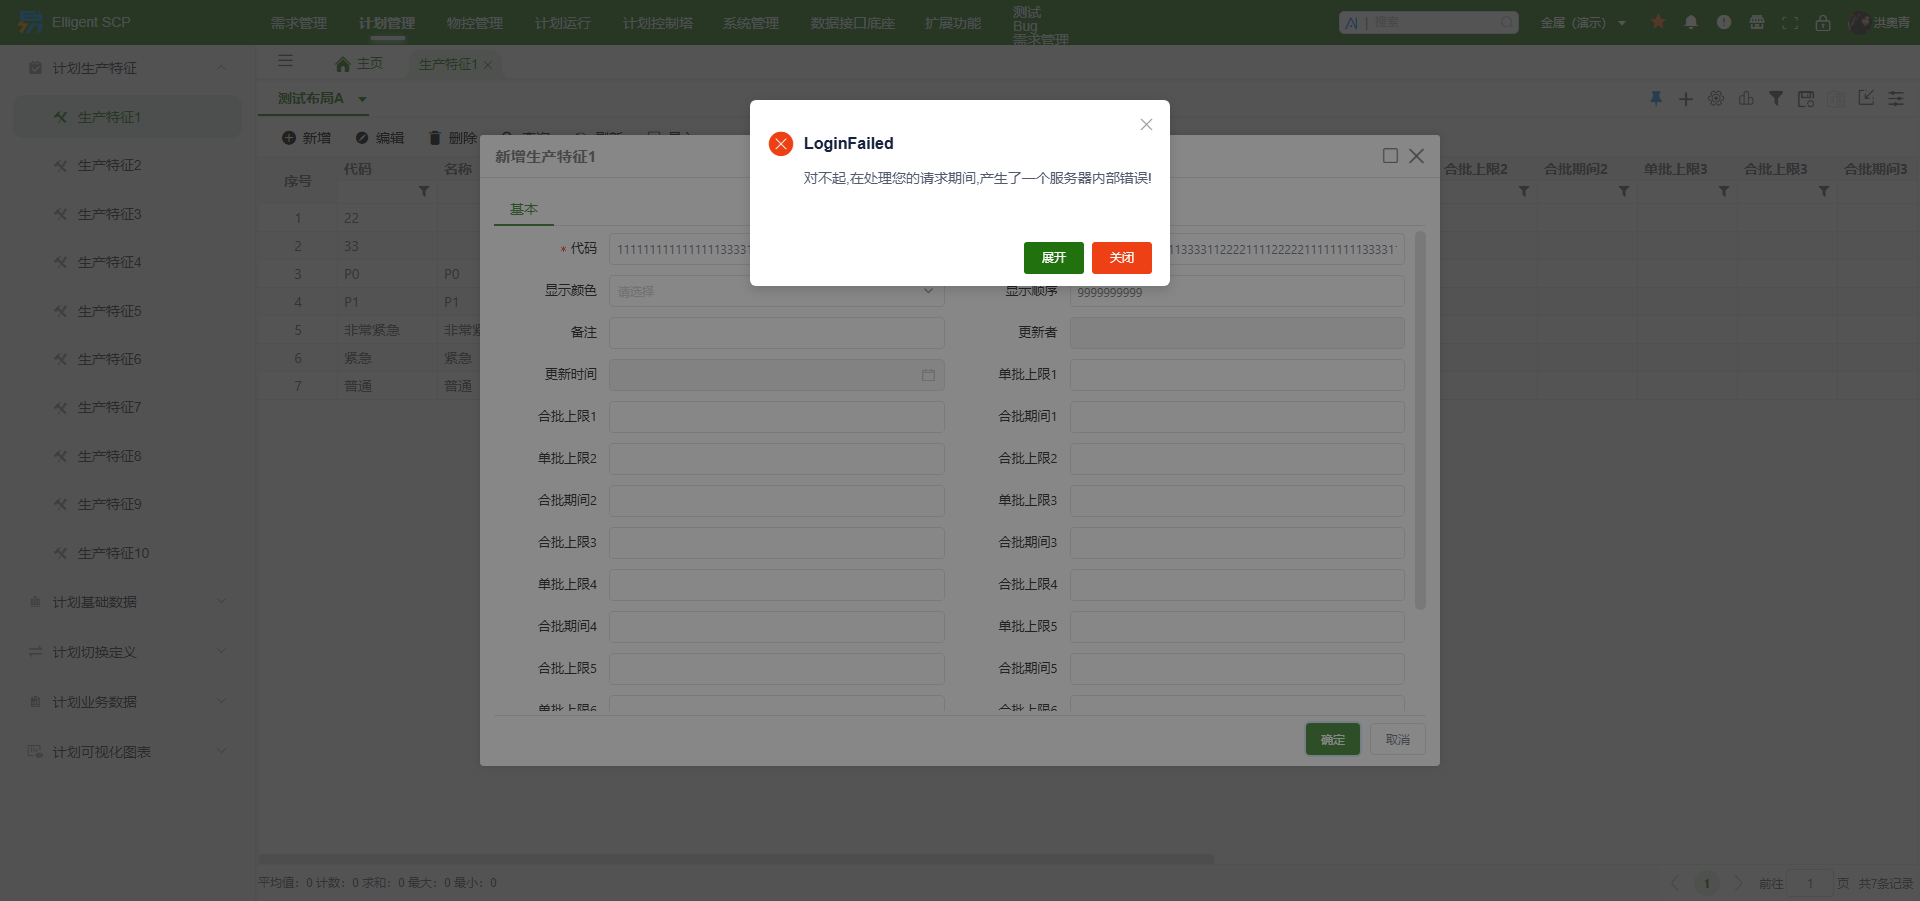 Elligent SCP
需求管理
计划管理
物控管理
计划运行
计划控制塔
系统管理
数据接口底座
扩展功能
测试
Bug
需求管理
搜索
金属（演示）
洪奥青
计划生产特征
生产特征1
生产特征2
生产特征3
生产特征4
生产特征5
生产特征6
生产特征7
生产特征8
生产特征9
生产特征10
计划基础数据
计划切换定义
计划业务数据
计划可视化图表
主页
生产特征1
测试布局A
新增
编辑
删除
序号
代码
名称
合批上限2
合批期间2
单批上限3
合批上限3
合批期间3
1 22
2 33
3 P0 P0
4 P1 P1
5 非常紧急
6 紧急 紧急
7 普通 普通
新增生产特征1
基本
* 代码
显示颜色 请选择
显示顺序 9999999999
备注
更新者
更新时间
单批上限1
合批上限1
合批期间1
单批上限2
合批上限2
合批期间2
单批上限3
合批上限3
合批期间3
单批上限4
合批上限4
合批期间4
单批上限5
合批上限5
合批期间5
单批上限6
合批上限6
确定
取消
LoginFailed
对不起,在处理您的请求期间,产生了一个服务器内部错误!
展开
关闭
平均值：0 计数：0 求和：0 最大：0 最小：0
1
前往 1 页 共7条记录